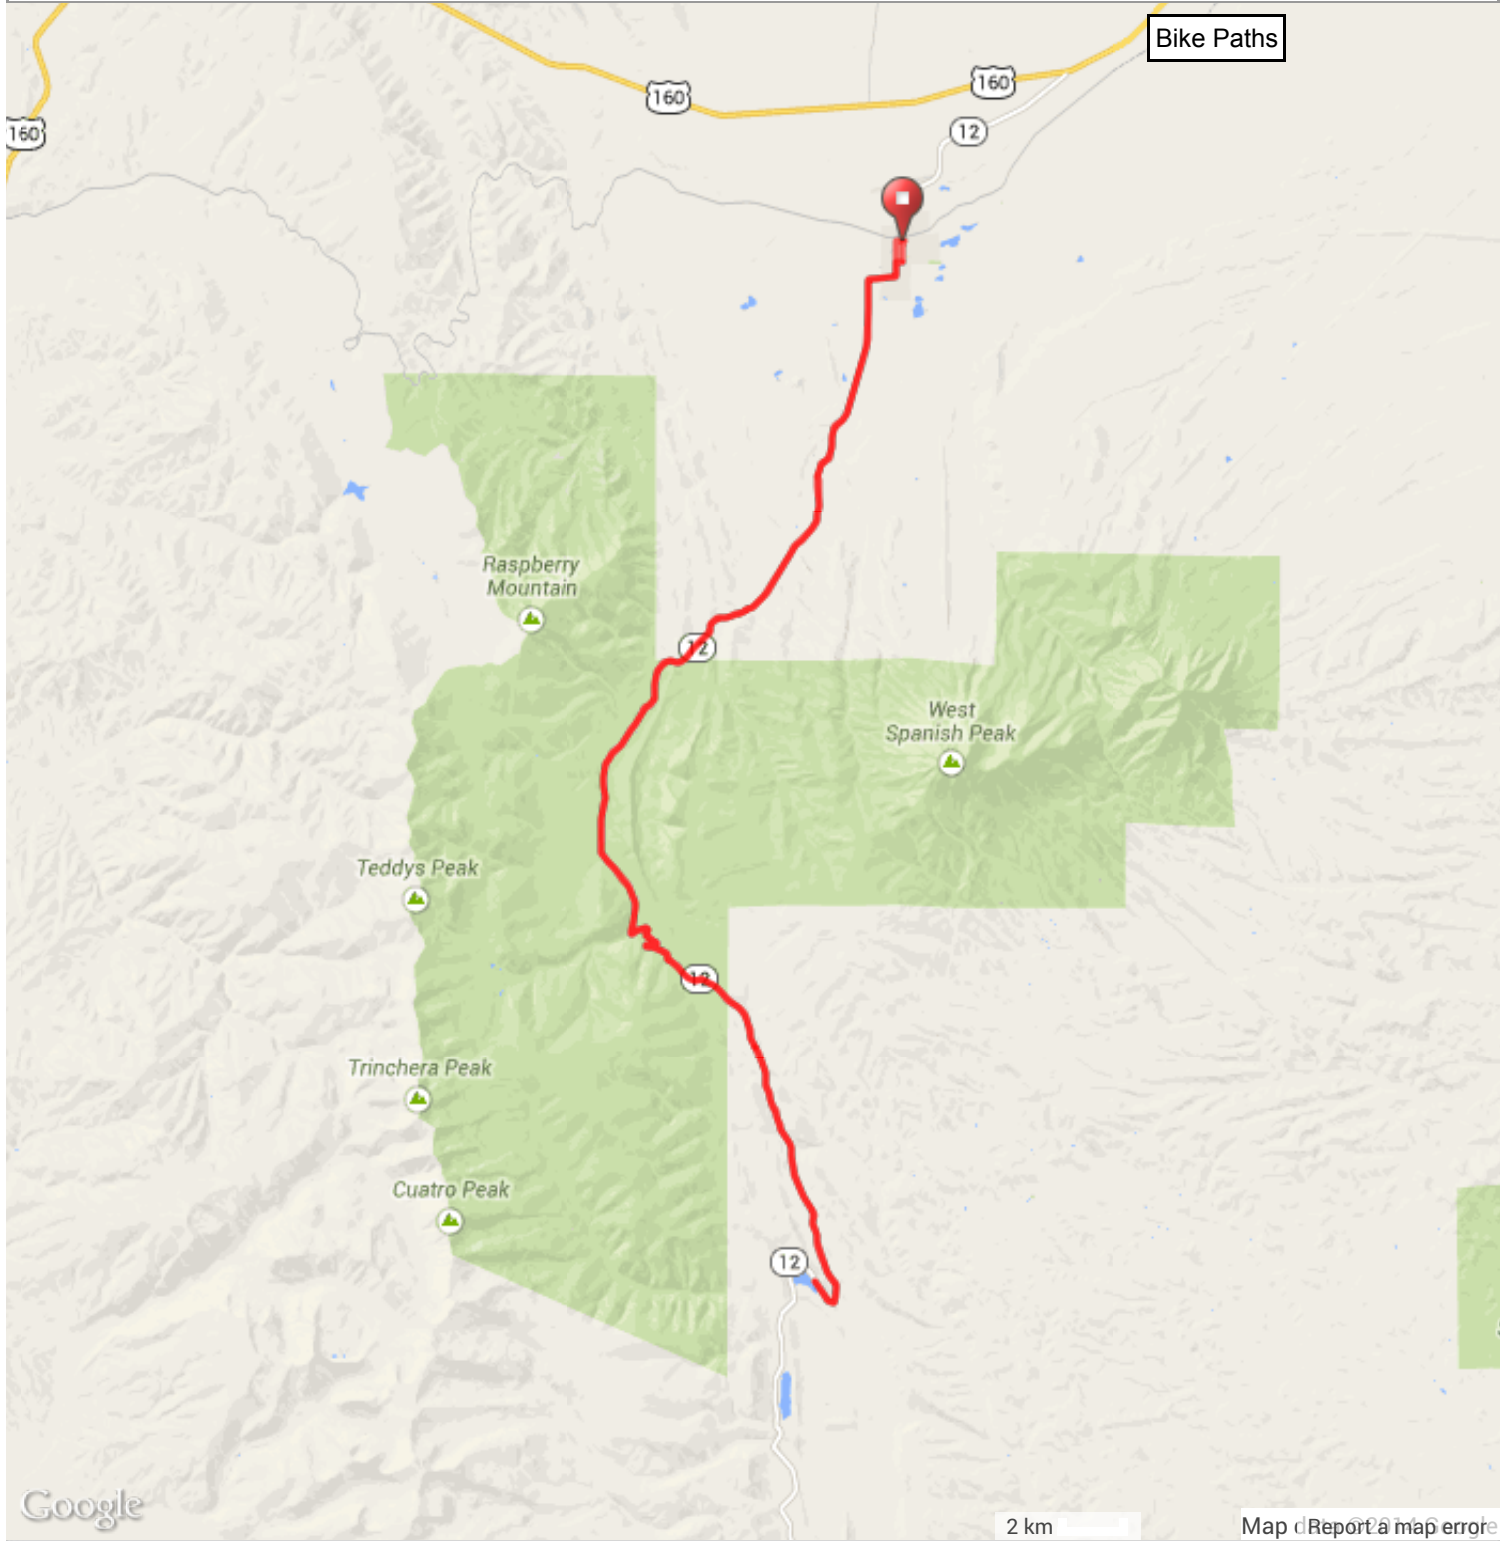 Bike Paths
160
160
160
12
Raspberry
Mountain
12
West
Spanish Peak
Teddys Peak
12
Trinchera Peak
Cuatro Peak
12
Google
2 km
Map
Report a map error